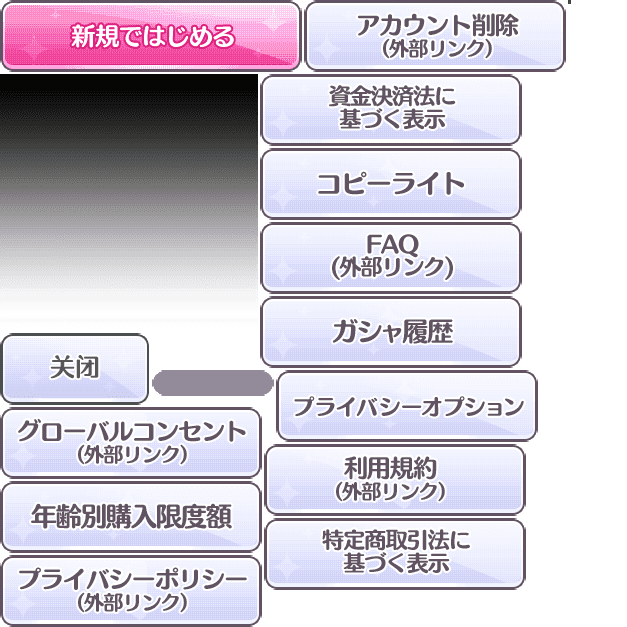 新規ではじめる
アカウント削除
(外部リンク)
資金決済法に
基づく表示
コピーライト
FAQ
(外部リンク)
ガシャ履歴
关闭
プライバシーオプション
グローバルコンセント
(外部リンク)
利用規約
(外部リンク)
年齢別購入限度額
特定商取引法に
基づく表示
プライバシーポリシー
(外部リンク)